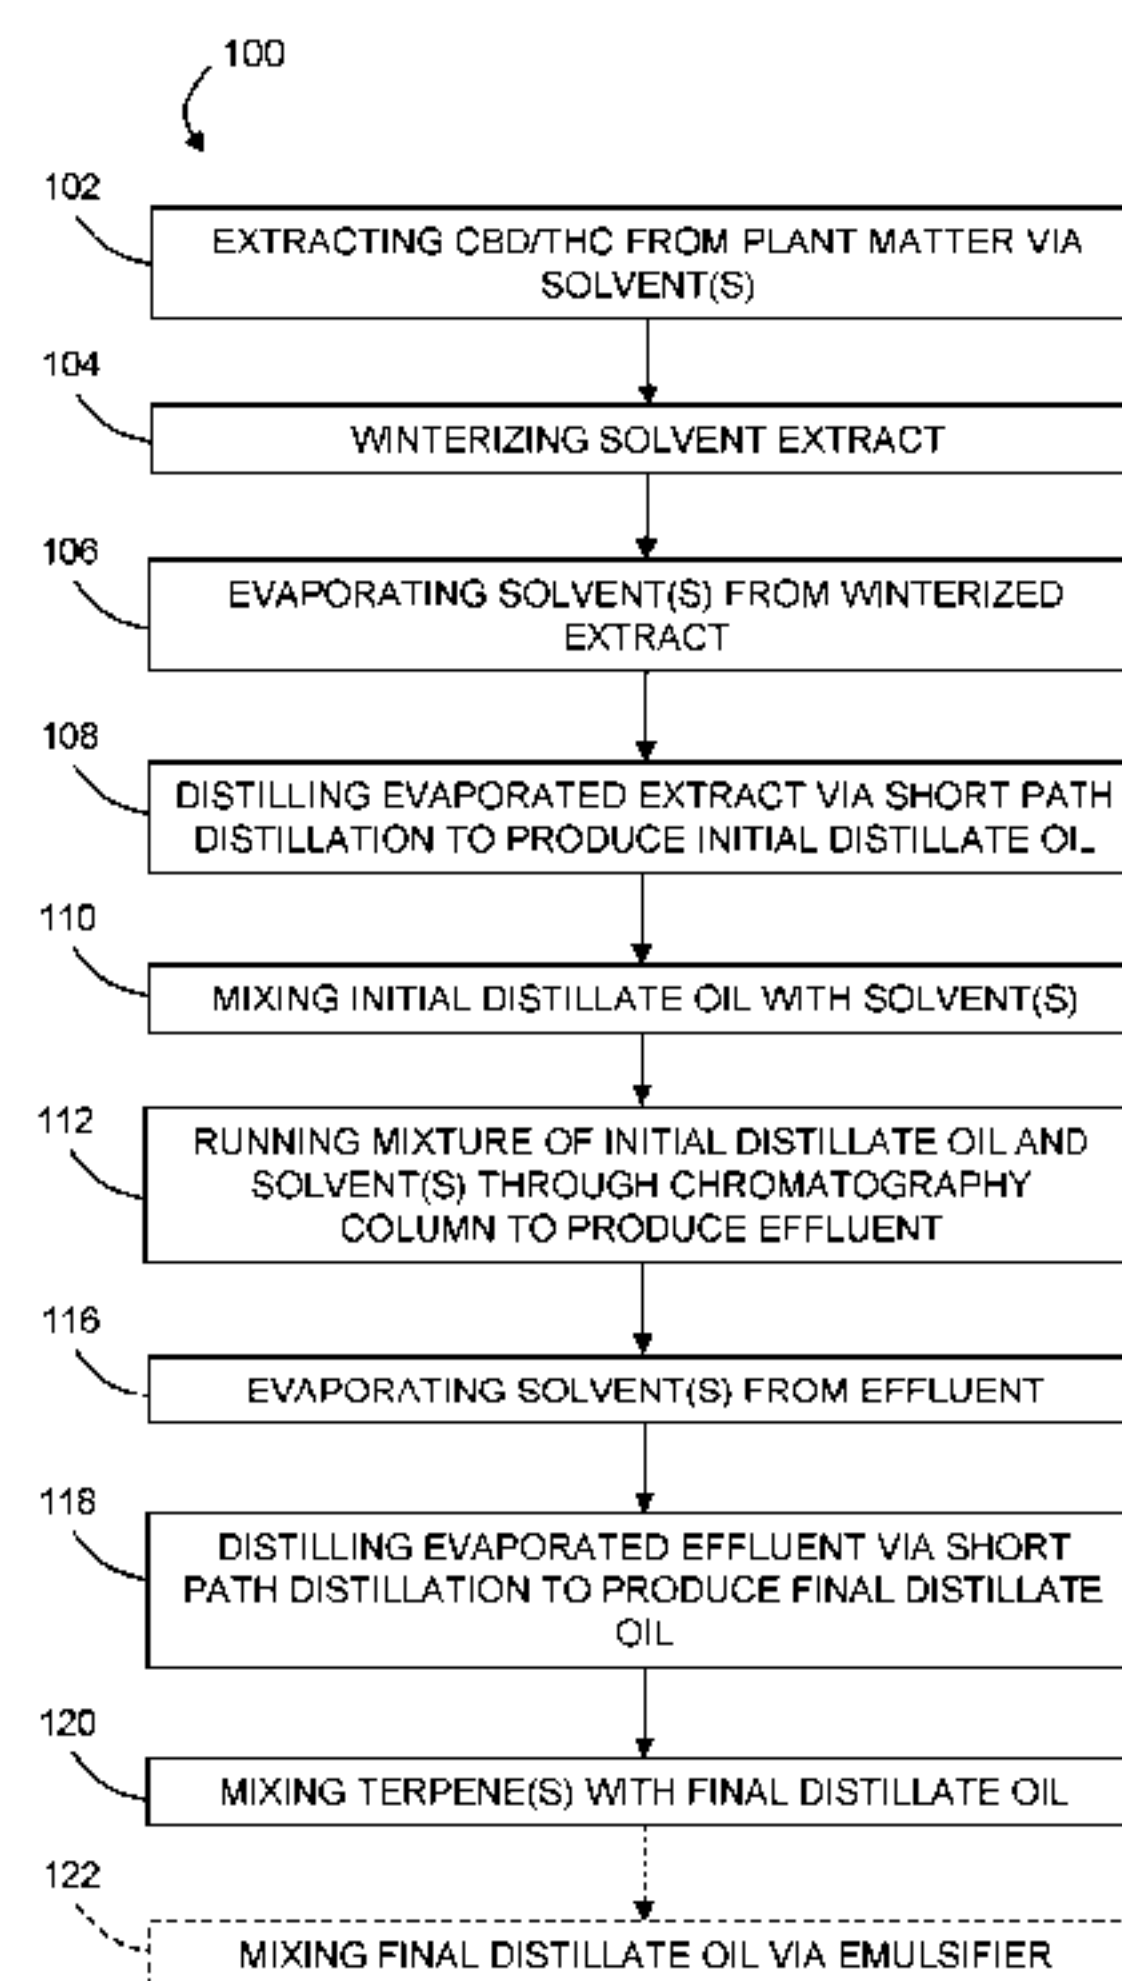 100
102
EXTRACTING CBD/THC FROM PLANT MATTER VIA
SOLVENT(S)
104
WINTERIZING SOLVENT EXTRACT
106
EVAPORATING SOLVENT(S) FROM WINTERIZED
EXTRACT
108
DISTILLING EVAPORATED EXTRACT VIA SHORT PATH
DISTILLATION TO PRODUCE INITIAL DISTILLATE OIL
110
MIXING INITIAL DISTILLATE OIL WITH SOLVENT(S)
112
RUNNING MIXTURE OF INITIAL DISTILLATE OIL AND
SOLVENT(S) THROUGH CHROMATOGRAPHY
COLUMN TO PRODUCE EFFLUENT
116
EVAPORATING SOLVENT(S) FROM EFFLUENT
118
DISTILLING EVAPORATED EFFLUENT VIA SHORT
PATH DISTILLATION TO PRODUCE FINAL DISTILLATE
OIL
120
MIXING TERPENE(S) WITH FINAL DISTILLATE OIL
122
MIXING FINAL DISTILLATE OIL VIA EMULSIFIER